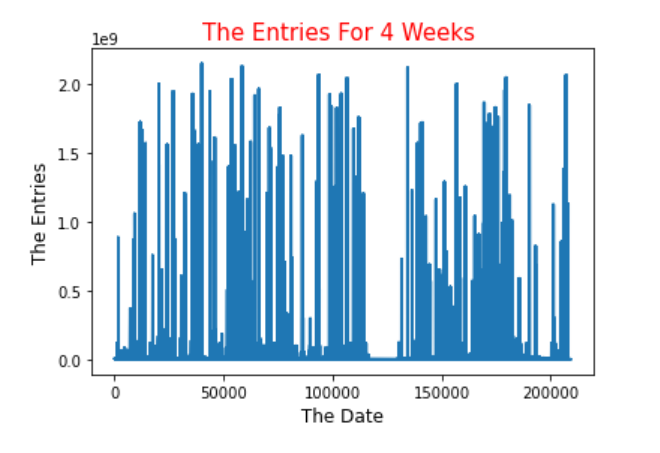 The Entries For 4 Weeks
1e9
2.0
1.5
1.0
0.5
0.0
The Entries
0 50000 100000 150000 200000
The Date